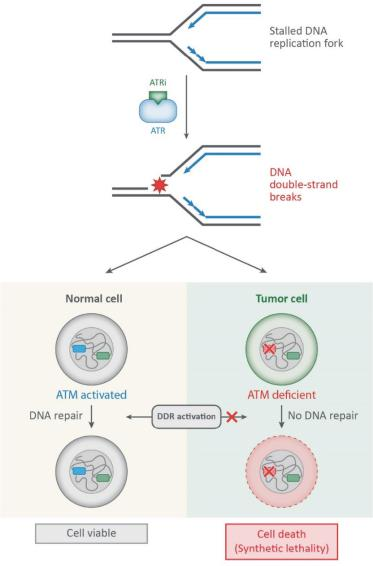 Stalled DNA
replication fork
ATRi
ATR
DNA
double-strand
breaks
Normal cell
Tumor cell
ATM activated
ATM deficient
DNA repair
DDR activation
No DNA repair
Cell viable
Cell death
(Synthetic lethality)